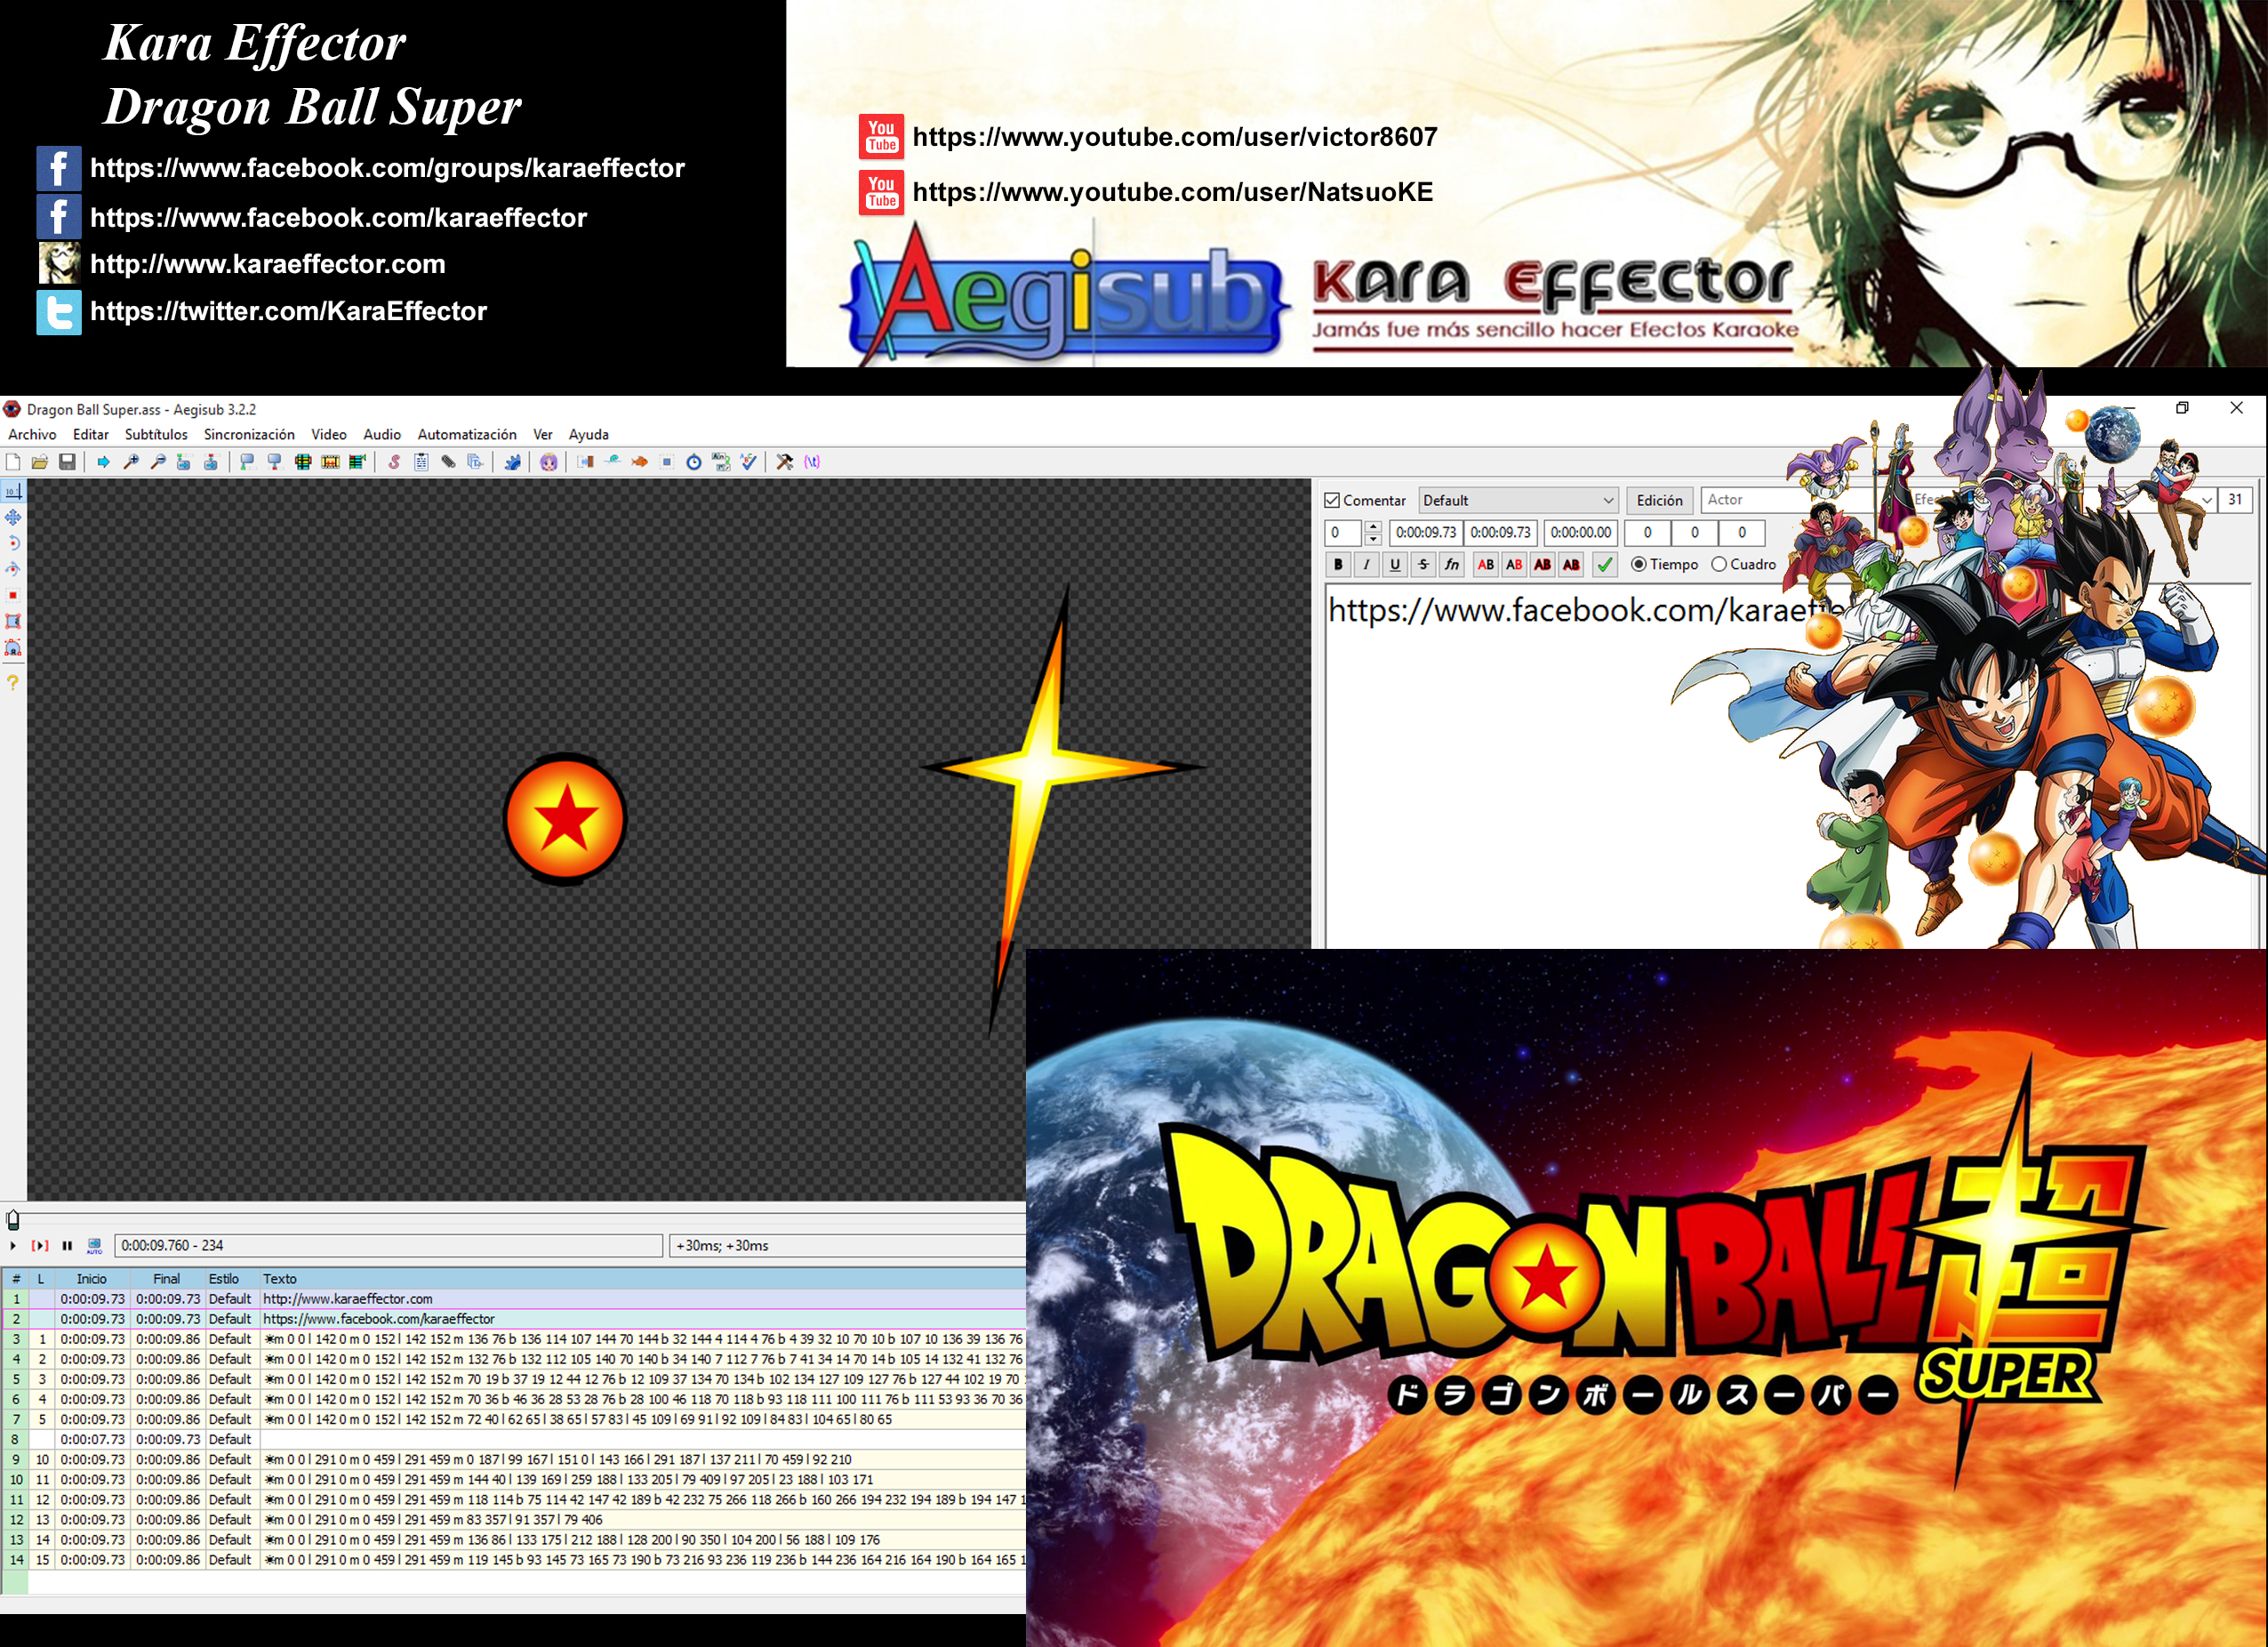 Kara Effector
Dragon Ball Super
https://www.facebook.com/groups/karaeffector
https://www.facebook.com/karaeffector
http://www.karaeffector.com
https://twitter.com/KaraEffector
You Tube https://www.youtube.com/user/victor8607
You Tube https://www.youtube.com/user/NatsuoKE
Aegisub
Kara Effector
Jamás fue más sencillo hacer Efectos Karaoke
Dragon Ball Super.ass - Aegisub 3.2.2
Archivo Editar Subtítulos Sincronización Video Audio Automatización Ver Ayuda
Comentar Default Edición Actor 31
0 0:00:09.73 0:00:09.73 0:00:00.00 0 0 0
B I U S fn AB AB AB AB Tiempo Cuadro
https://www.facebook.com/karaeffe
0:00:09.760 - 234 +30ms; +30ms
# L Inicio Final Estilo Texto
1 0:00:09.73 0:00:09.73 Default http://www.karaeffector.com
2 0:00:09.73 0:00:09.73 Default https://www.facebook.com/karaeffector
3 1 0:00:09.73 0:00:09.86 Default ☀m 0 0 l 142 0 m 0 152 l 142 152 m 136 76 b 136 114 107 144 70 144 b 32 144 4 114 4 76 b 4 39 32 10 70 10 b 107 10 136 39 136 76
4 2 0:00:09.73 0:00:09.86 Default ☀m 0 0 l 142 0 m 0 152 l 142 152 m 132 76 b 132 112 105 140 70 140 b 34 140 7 112 7 76 b 7 41 34 14 70 14 b 105 14 132 41 132 76
5 3 0:00:09.73 0:00:09.86 Default ☀m 0 0 l 142 0 m 0 152 l 142 152 m 70 19 b 37 19 12 44 12 76 b 12 109 37 134 70 134 b 102 134 127 109 127 76 b 127 44 102 19 70
6 4 0:00:09.73 0:00:09.86 Default ☀m 0 0 l 142 0 m 0 152 l 142 152 m 70 36 b 46 36 28 53 28 76 b 28 100 46 118 70 118 b 93 118 111 100 111 76 b 111 53 93 36 70 36
7 5 0:00:09.73 0:00:09.86 Default ☀m 0 0 l 142 0 m 0 152 l 142 152 m 72 40 l 62 65 l 38 65 l 57 83 l 45 109 l 69 91 l 92 109 l 84 83 l 104 65 l 80 65
8 0:00:07.73 0:00:09.73 Default
9 10 0:00:09.73 0:00:09.86 Default ☀m 0 0 l 291 0 m 0 459 l 291 459 m 0 187 l 99 167 l 151 0 l 143 166 l 291 187 l 137 211 l 70 459 l 92 210
10 11 0:00:09.73 0:00:09.86 Default ☀m 0 0 l 291 0 m 0 459 l 291 459 m 144 40 l 139 169 l 259 188 l 133 205 l 79 409 l 97 205 l 23 188 l 103 171
11 12 0:00:09.73 0:00:09.86 Default ☀m 0 0 l 291 0 m 0 459 l 291 459 m 118 114 b 75 114 42 147 42 189 b 42 232 75 266 118 266 b 160 266 194 232 194 189 b 194 147 1
12 13 0:00:09.73 0:00:09.86 Default ☀m 0 0 l 291 0 m 0 459 l 291 459 m 83 357 l 91 357 l 79 406
13 14 0:00:09.73 0:00:09.86 Default ☀m 0 0 l 291 0 m 0 459 l 291 459 m 136 86 l 133 175 l 212 188 l 128 200 l 90 350 l 104 200 l 56 188 l 109 176
14 15 0:00:09.73 0:00:09.86 Default ☀m 0 0 l 291 0 m 0 459 l 291 459 m 119 145 b 93 145 73 165 73 190 b 73 216 93 236 119 236 b 144 236 164 216 164 190 b 164 165 1
DRAGON BALL 超
SUPER
ドラゴンボールスーパー